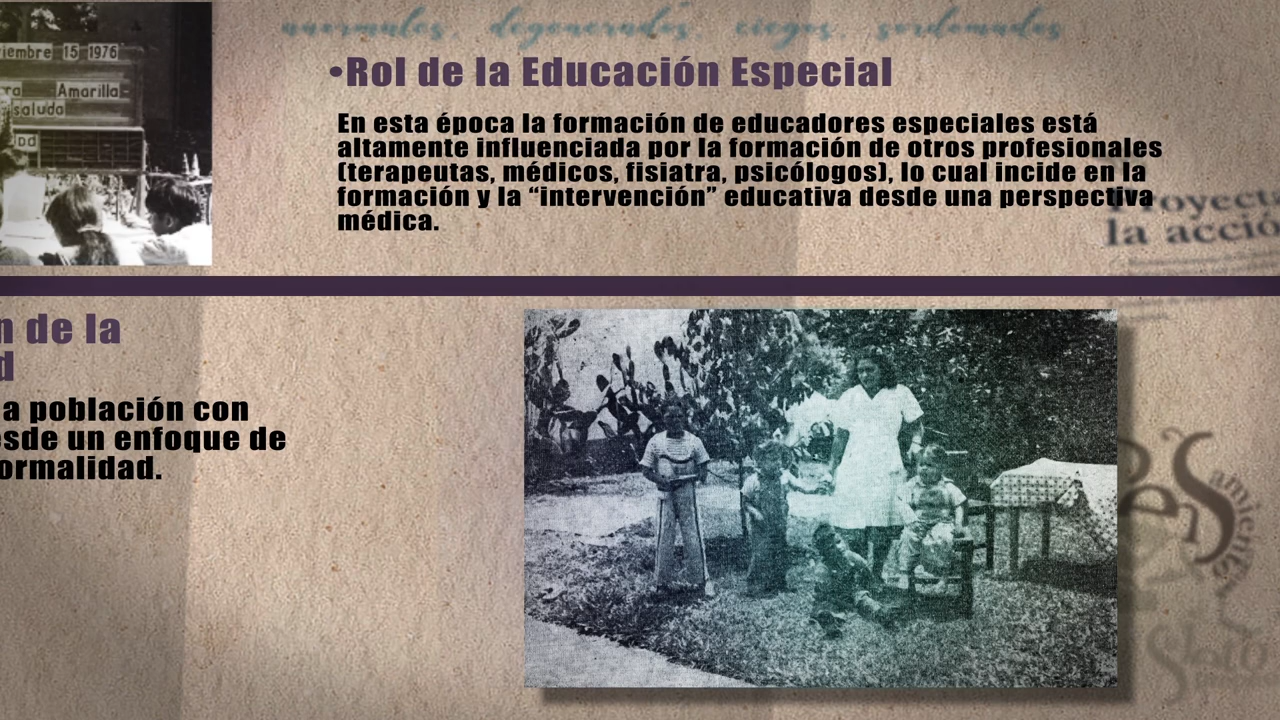 anormales, degenerados, ciegos, sordomudos
iembre 15 1976
ra Amarilla
saluda
dad
•Rol de la Educación Especial
En esta época la formación de educadores especiales está
altamente influenciada por la formación de otros profesionales
(terapeutas, médicos, fisiatra, psicólogos), lo cual incide en la
formación y la “intervención” educativa desde una perspectiva
médica.
Proyect
la acció
n de la
d
a población con
esde un enfoque de
ormalidad.